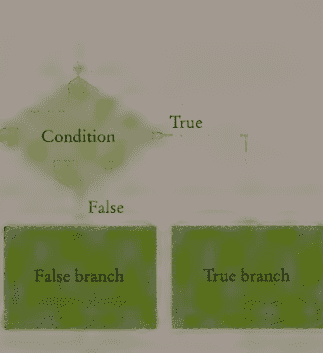 True
Condition
False
False branch
True branch